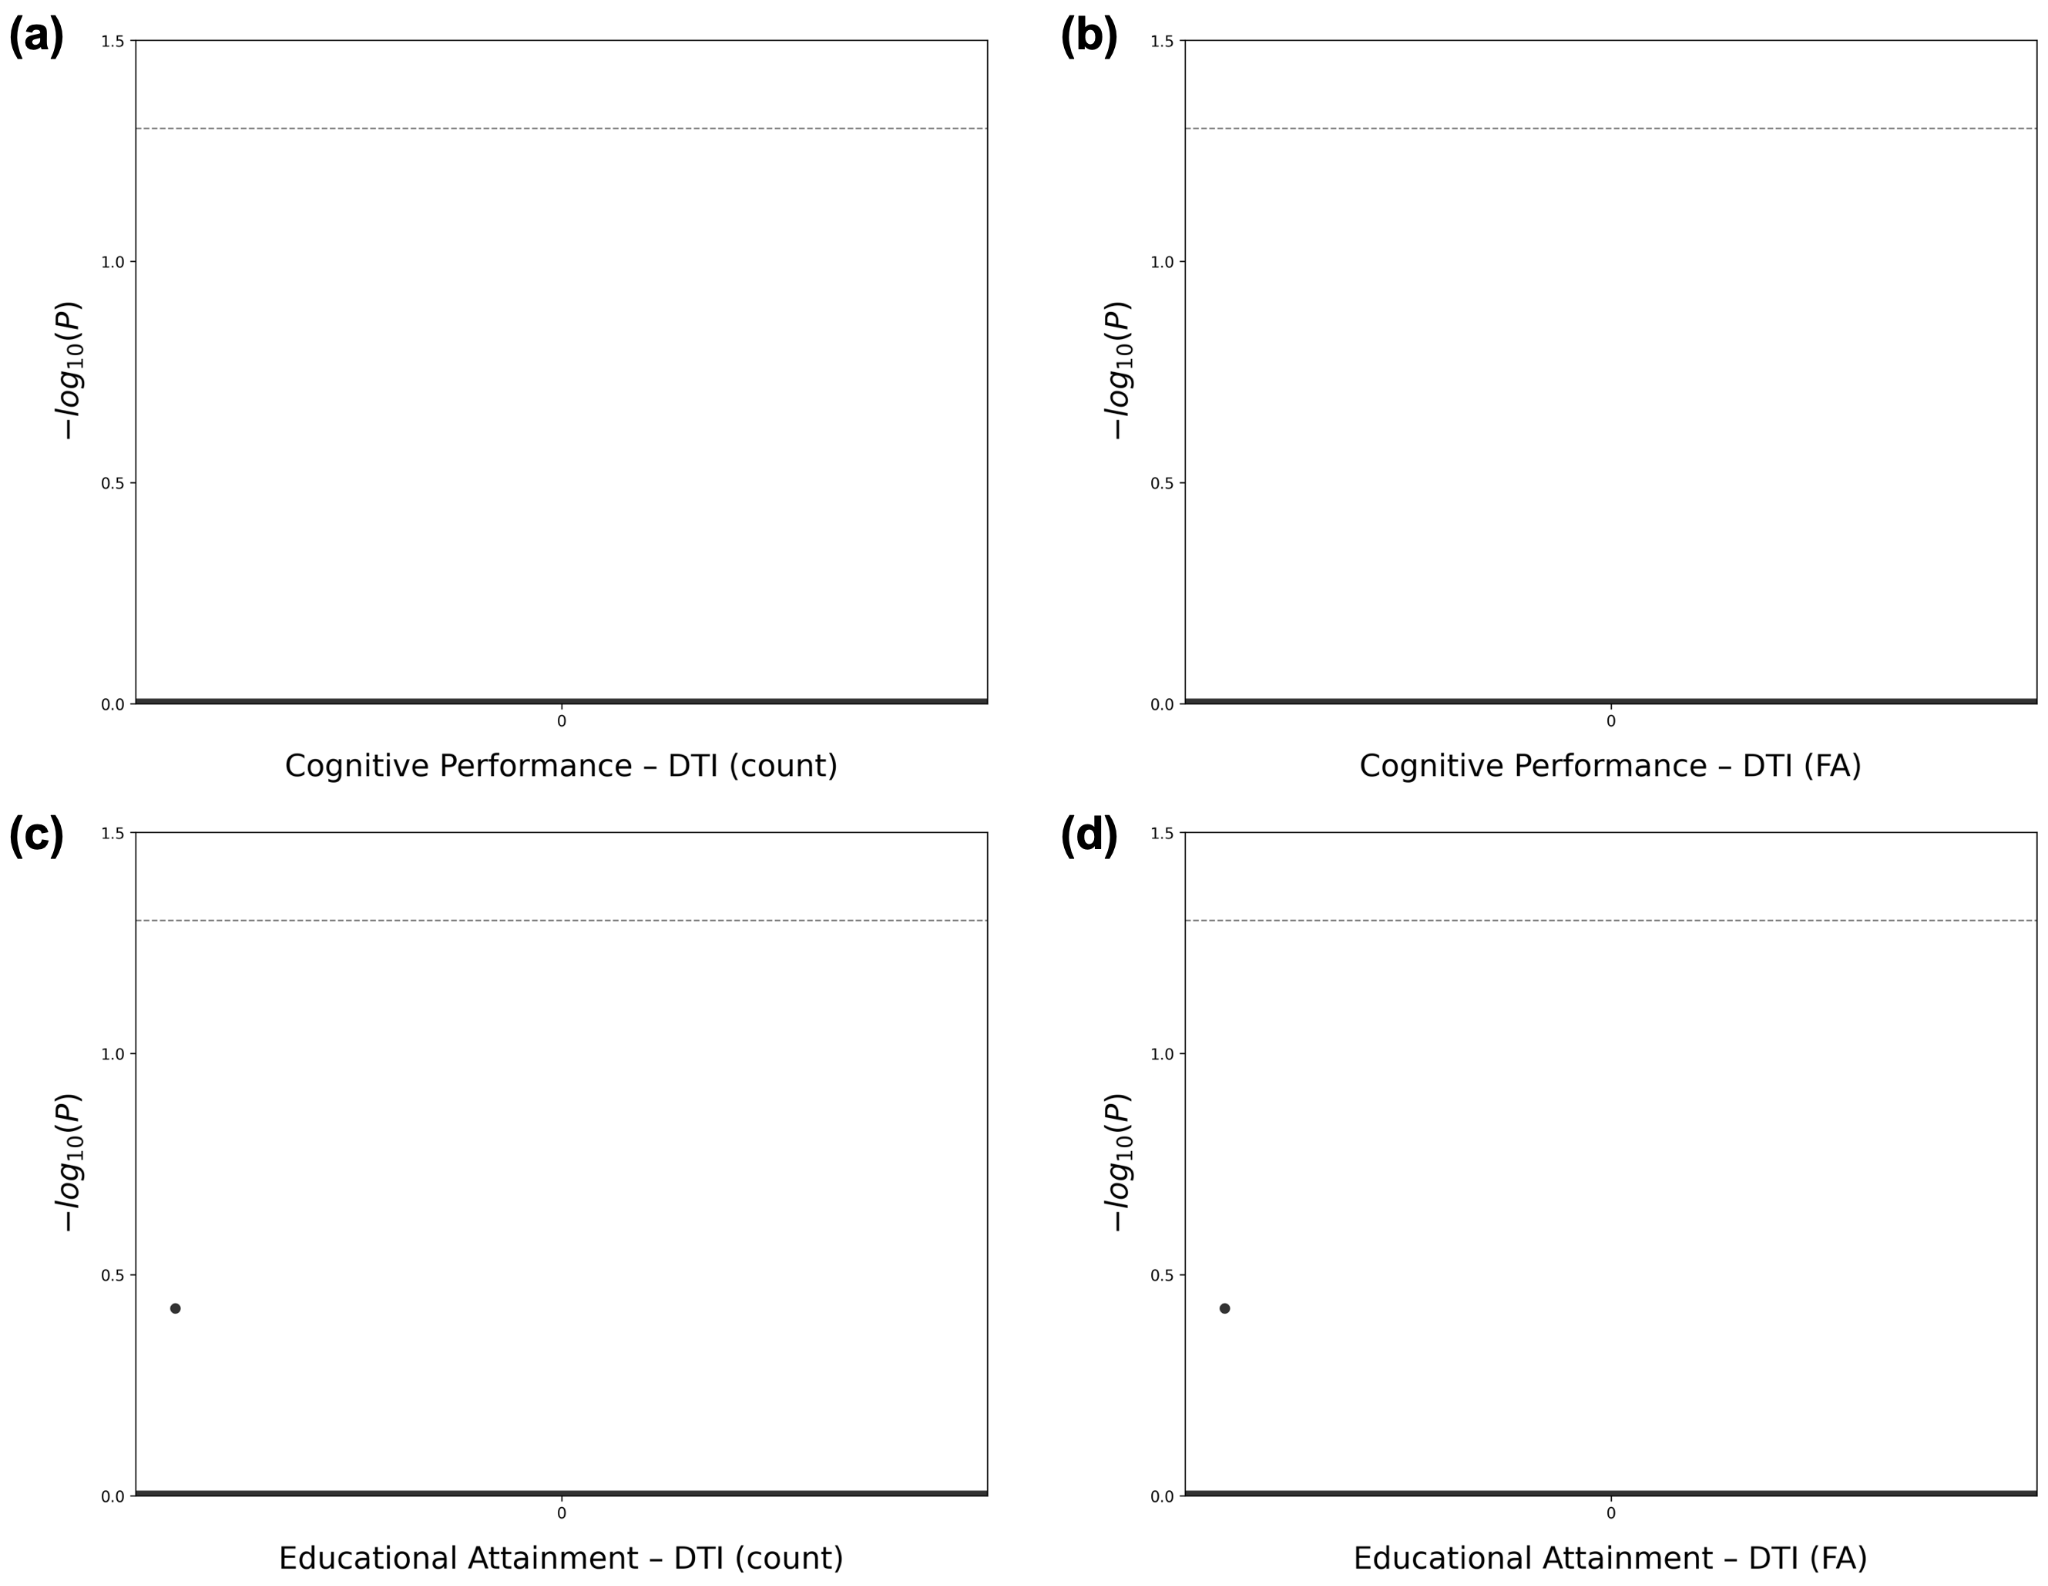 (a)
1.5
1.0
0.5
0.0
−log₁₀(P)
0
Cognitive Performance – DTI (count)
(b)
1.5
1.0
0.5
0.0
−log₁₀(P)
0
Cognitive Performance – DTI (FA)
(c)
1.5
1.0
0.5
0.0
−log₁₀(P)
0
Educational Attainment – DTI (count)
(d)
1.5
1.0
0.5
0.0
−log₁₀(P)
0
Educational Attainment – DTI (FA)